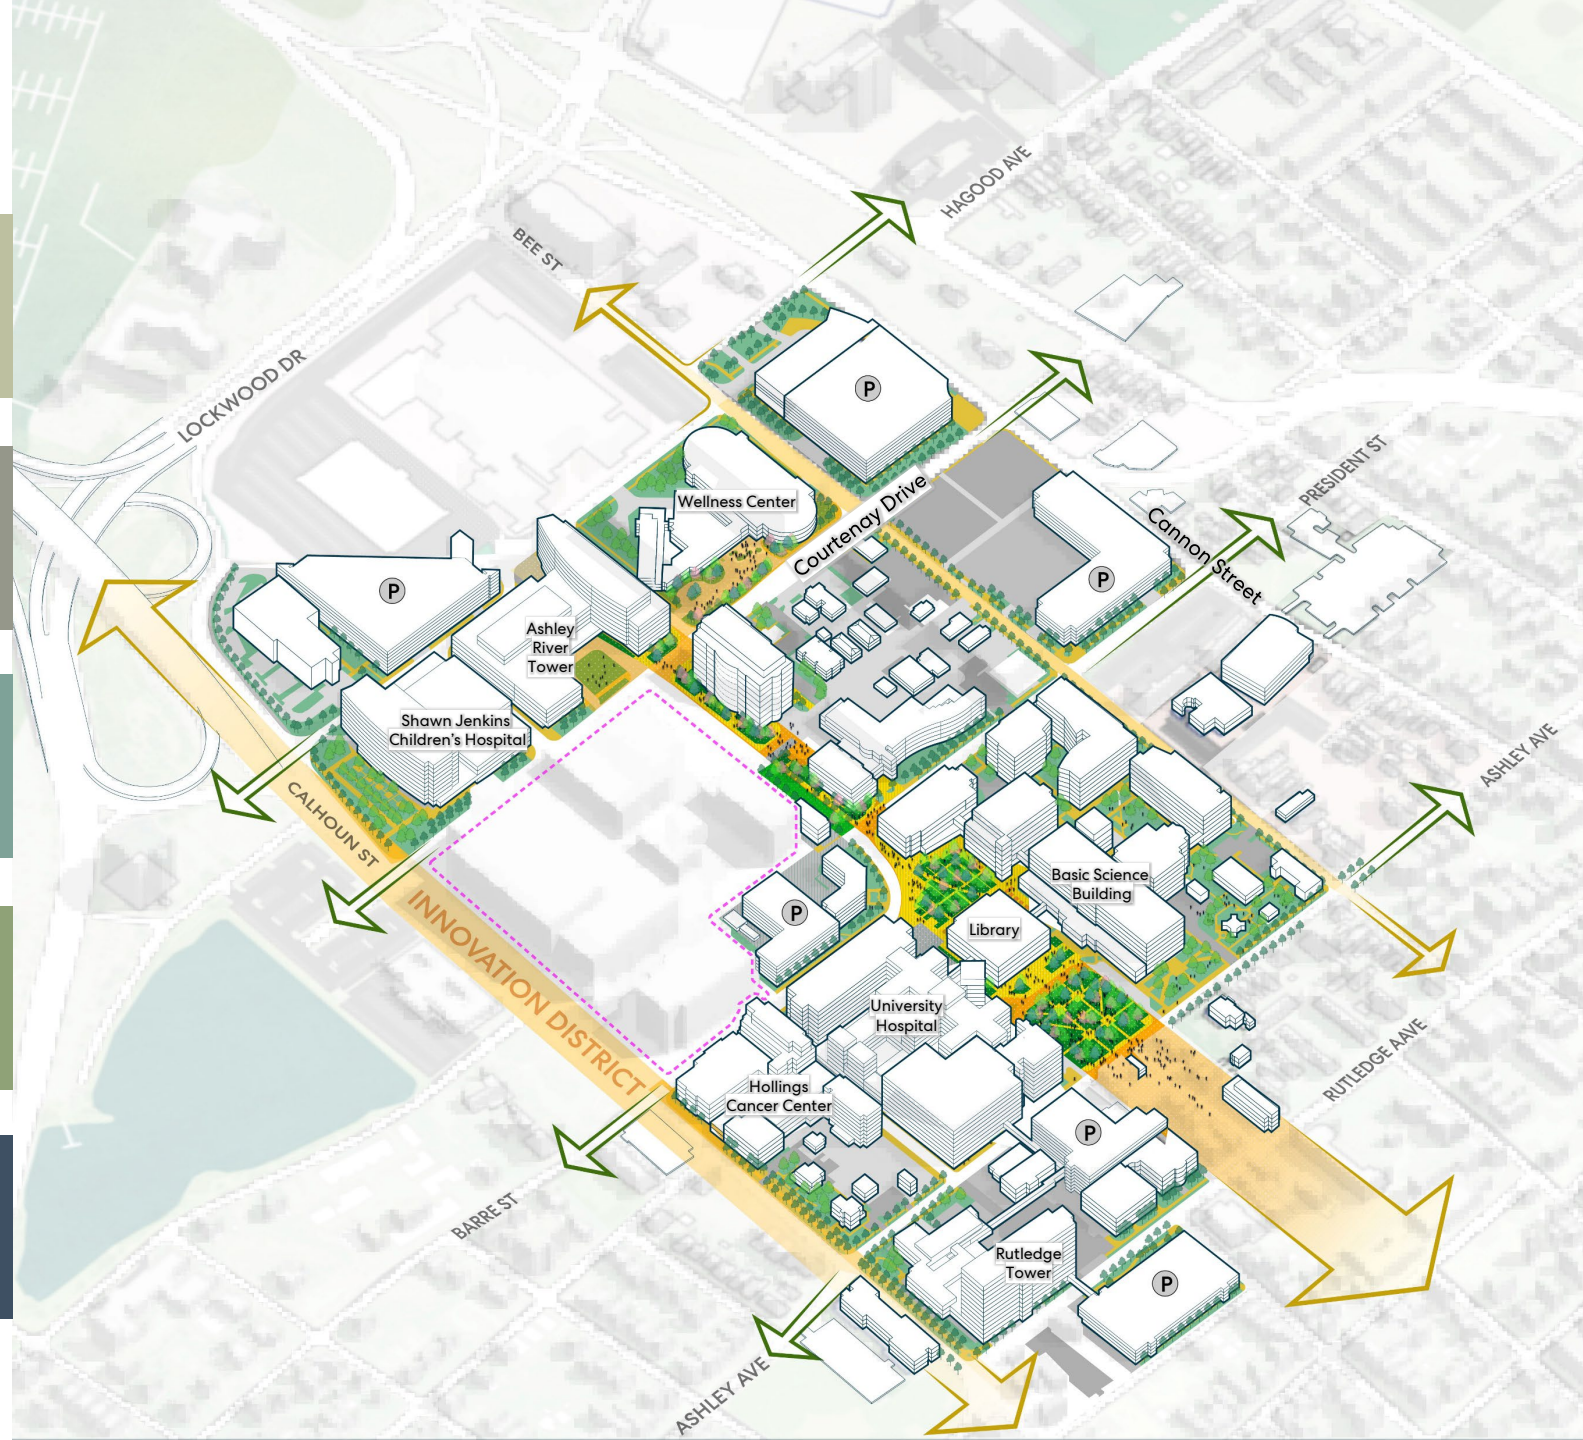 HAGOOD AVE
BEE ST
LOCKWOOD DR
P
PRESIDENT ST
Wellness Center
Courtenay Drive
Cannon Street
P
P
Ashley
River
Tower
Shawn Jenkins
Children's Hospital
ASHLEY AVE
CALHOUN ST
INNOVATION DISTRICT
Basic Science
Building
P
Library
University
Hospital
RUTLEDGE AAVE
Hollings
Cancer Center
P
BARRE ST
Rutledge
Tower
P
ASHLEY AVE